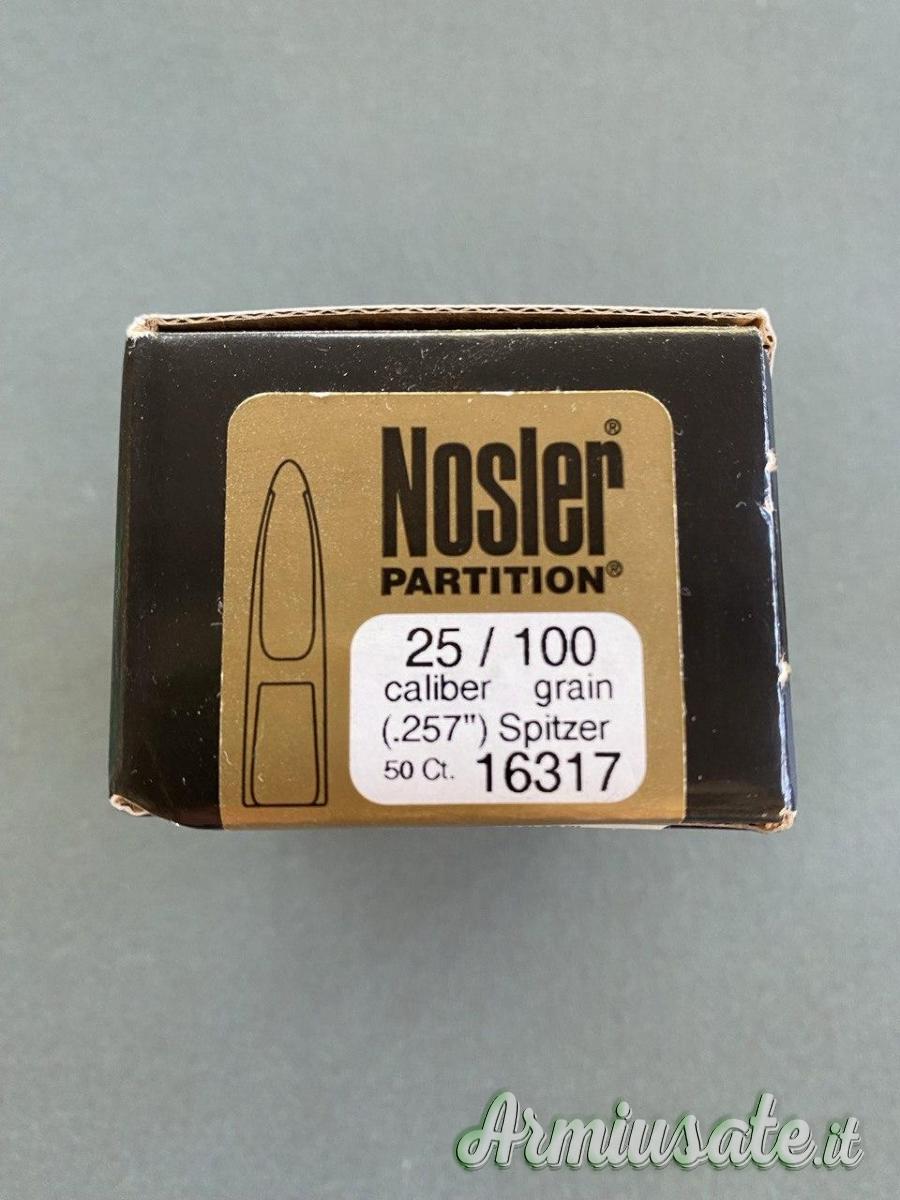 Nosler®
PARTITION®
25 / 100
caliber grain
(.257") Spitzer
50 Ct. 16317
Armiusate.it